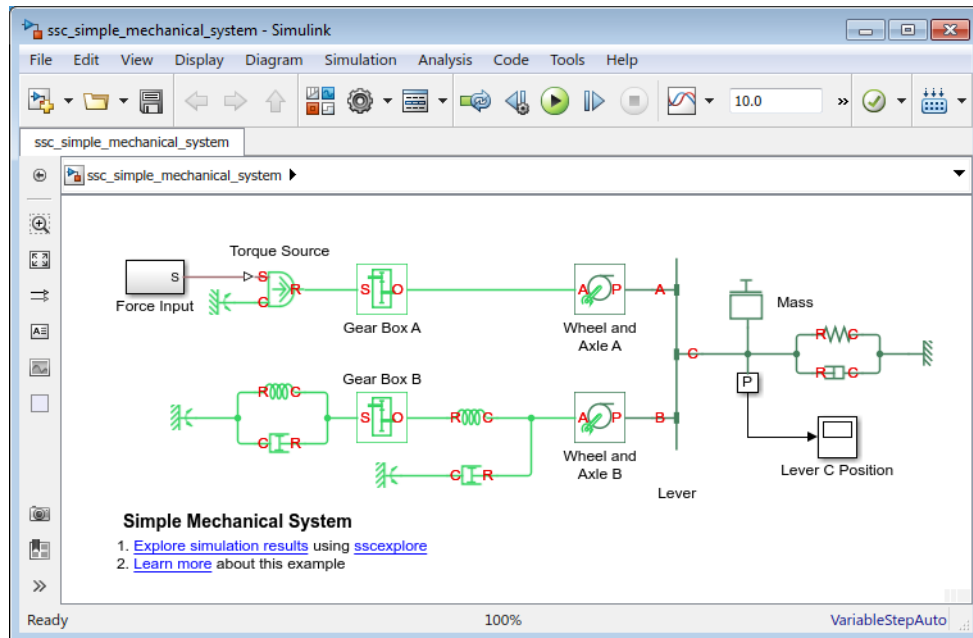 ssc_simple_mechanical_system - Simulink
File Edit View Display Diagram Simulation Analysis Code Tools Help
10.0 »
ssc_simple_mechanical_system
ssc_simple_mechanical_system
Torque Source
S S R S O A P A
C
Force Input
Gear Box A
Wheel and
Axle A
Mass
R C
C
R C
P
Gear Box B
R C S O R C A P B
C R
C R
Wheel and
Axle B
Lever
Lever C Position
Simple Mechanical System
1. Explore simulation results using sscexplore
2. Learn more about this example
Ready 100% VariableStepAuto